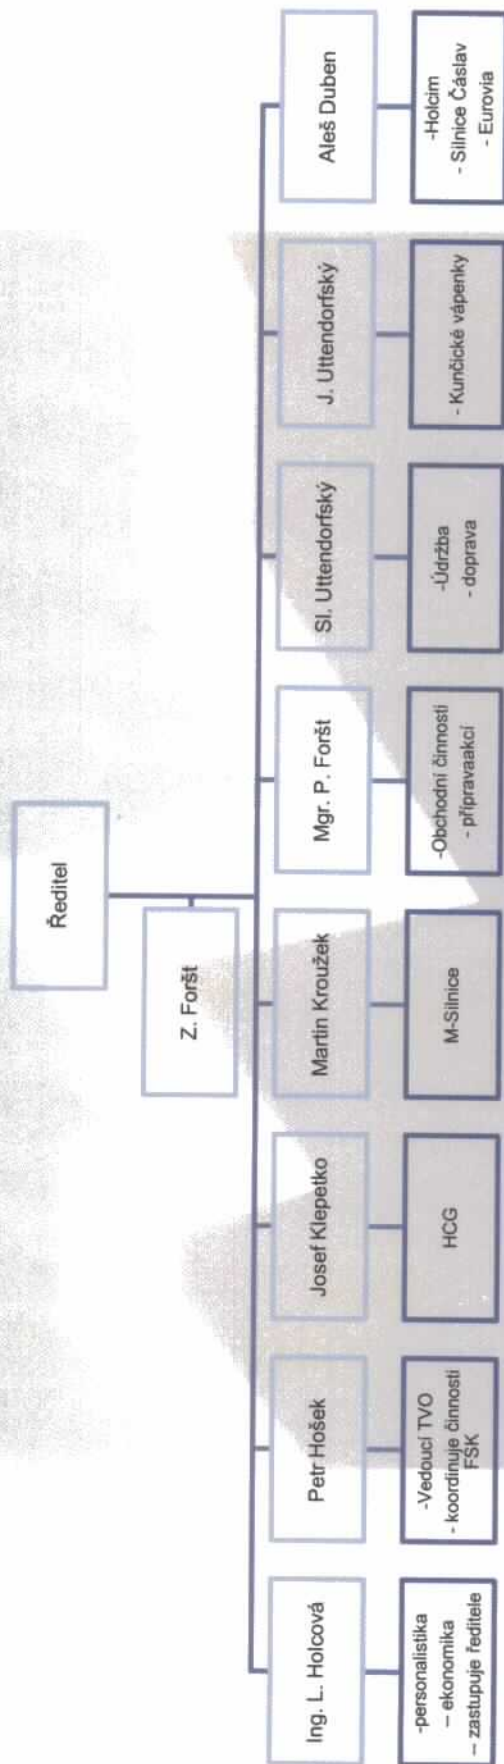 Ředitel
Z. Foršt
Ing. L. Holcová
-personalistika
– ekonomika
– zastupuje ředitele
Petr Hošek
-Vedoucí TVO
- koordinuje činnosti
FSK
Josef Klepetko
HCG
Martin Kroužek
M-Silnice
Mgr. P. Foršt
-Obchodní činnosti
- přípravaakcí
Sl. Uttendorfský
-Údržba
- doprava
J. Uttendorfský
- Kunčické vápenky
Aleš Duben
-Holcim
- Silnice Čáslav
- Eurovia